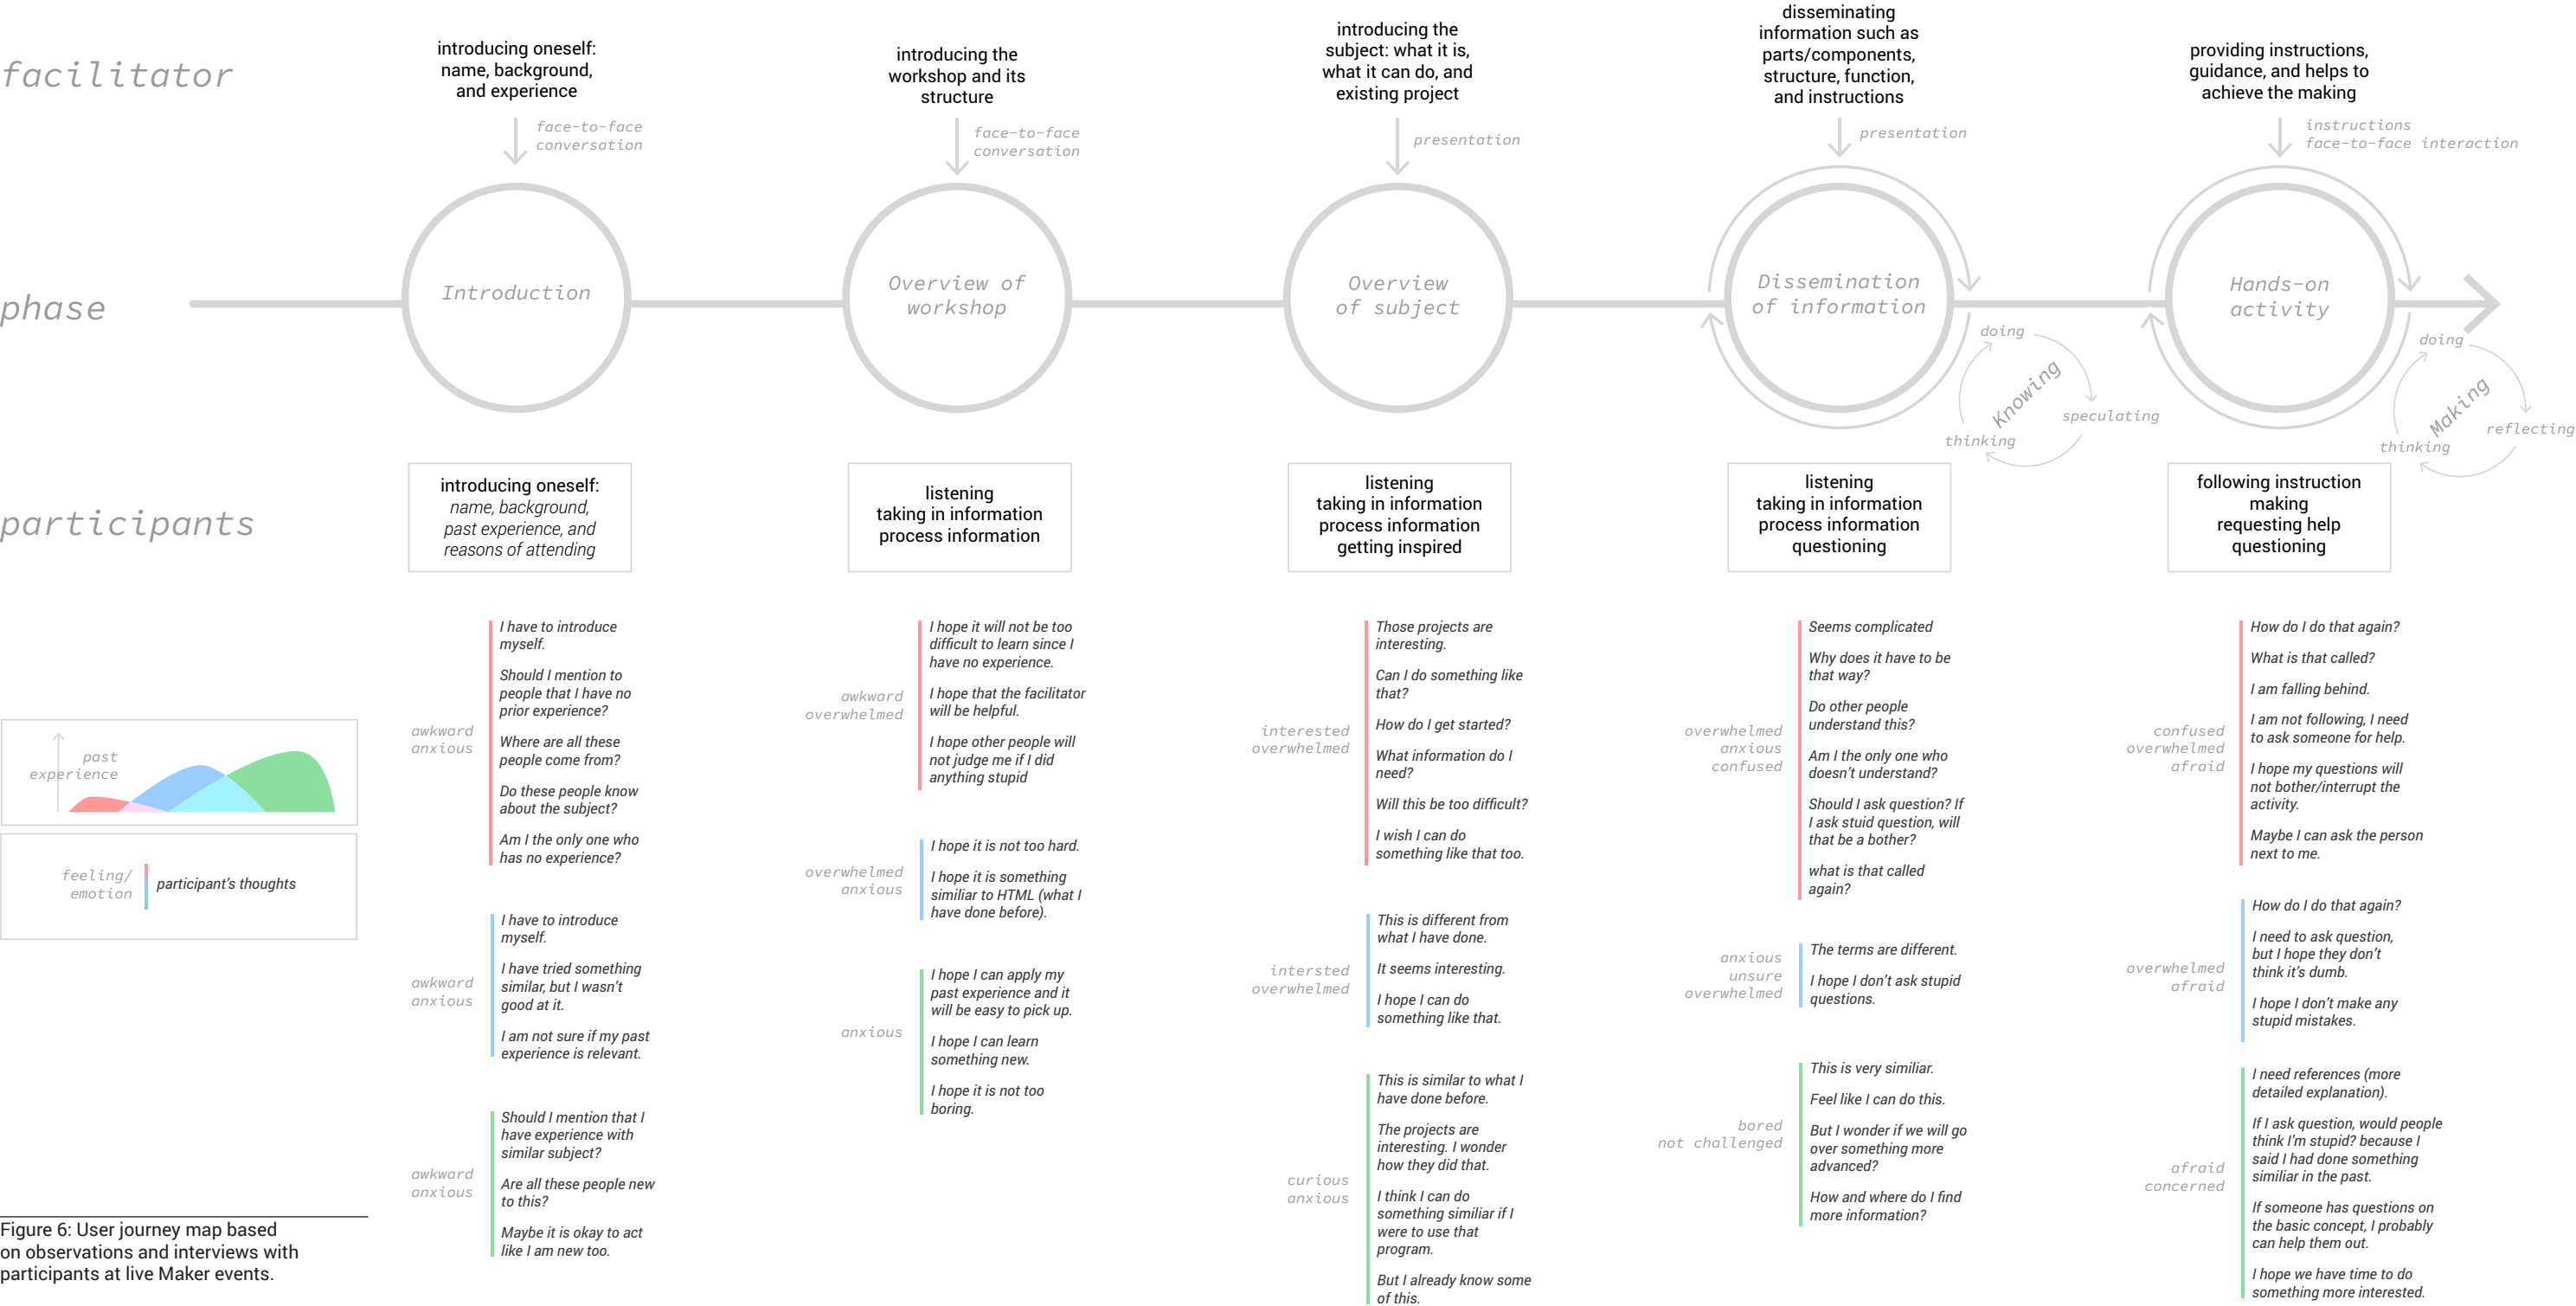 facilitator
introducing oneself:
name, background,
and experience
face-to-face
conversation
introducing the
workshop and its
structure
face-to-face
conversation
introducing the
subject: what it is,
what it can do, and
existing project
presentation
disseminating
information such as
parts/components,
structure, function,
and instructions
presentation
providing instructions,
guidance, and helps to
achieve the making
instructions
face-to-face interaction
phase
Introduction
Overview of
workshop
Overview
of subject
Dissemination
of information
doing
Knowing
speculating
thinking
Hands-on
activity
doing
Making
reflecting
thinking
participants
introducing oneself:
name, background,
past experience, and
reasons of attending
listening
taking in information
process information
listening
taking in information
process information
getting inspired
listening
taking in information
process information
questioning
following instruction
making
requesting help
questioning
past
experience
feeling/
emotion
participant's thoughts
awkward
anxious
I have to introduce
myself.
Should I mention to
people that I have no
prior experience?
Where are all these
people come from?
Do these people know
about the subject?
Am I the only one who
has no experience?
awkward
anxious
I have to introduce
myself.
I have tried something
similar, but I wasn't
good at it.
I am not sure if my past
experience is relevant.
awkward
anxious
Should I mention that I
have experience with
similar subject?
Are all these people new
to this?
Maybe it is okay to act
like I am new too.
awkward
overwhelmed
I hope it will not be too
difficult to learn since I
have no experience.
I hope that the facilitator
will be helpful.
I hope other people will
not judge me if I did
anything stupid
overwhelmed
anxious
I hope it is not too hard.
I hope it is something
similiar to HTML (what I
have done before).
anxious
I hope I can apply my
past experience and it
will be easy to pick up.
I hope I can learn
something new.
I hope it is not too
boring.
interested
overwhelmed
Those projects are
interesting.
Can I do something like
that?
How do I get started?
What information do I
need?
Will this be too difficult?
I wish I can do
something like that too.
intersted
overwhelmed
This is different from
what I have done.
It seems interesting.
I hope I can do
something like that.
curious
anxious
This is similar to what I
have done before.
The projects are
interesting. I wonder
how they did that.
I think I can do
something similiar if I
were to use that
program.
But I already know some
of this.
overwhelmed
anxious
confused
Seems complicated
Why does it have to be
that way?
Do other people
understand this?
Am I the only one who
doesn't understand?
Should I ask question? If
I ask stuid question, will
that be a bother?
what is that called
again?
anxious
unsure
overwhelmed
The terms are different.
I hope I don't ask stupid
questions.
bored
not challenged
This is very similiar.
Feel like I can do this.
But I wonder if we will go
over something more
advanced?
How and where do I find
more information?
confused
overwhelmed
afraid
How do I do that again?
What is that called?
I am falling behind.
I am not following, I need
to ask someone for help.
I hope my questions will
not bother/interrupt the
activity.
Maybe I can ask the person
next to me.
overwhelmed
afraid
How do I do that again?
I need to ask question,
but I hope they don't
think it's dumb.
I hope I don't make any
stupid mistakes.
afraid
concerned
I need references (more
detailed explanation).
If I ask question, would people
think I'm stupid? because I
said I had done something
similiar in the past.
If someone has questions on
the basic concept, I probably
can help them out.
I hope we have time to do
something more interested.
Figure 6: User journey map based
on observations and interviews with
participants at live Maker events.